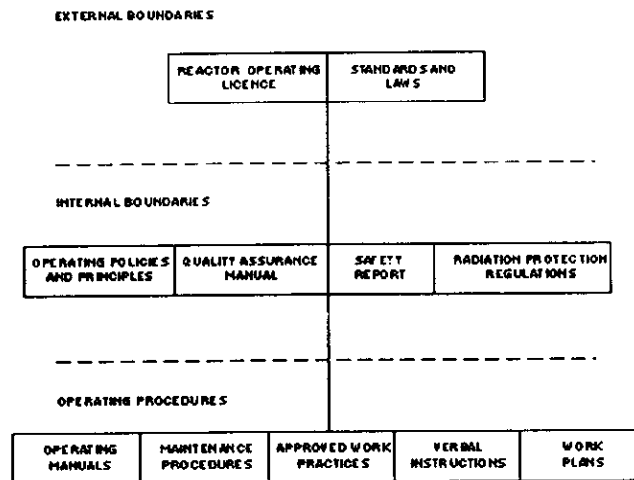 EXTERNAL BOUNDARIES
REACTOR OPERATING LICENCE
STANDARDS AND LAWS
INTERNAL BOUNDARIES
OPERATING POLICIES AND PRINCIPLES
QUALITY ASSURANCE MANUAL
SAFETY REPORT
RADIATION PROTECTION REGULATIONS
OPERATING PROCEDURES
OPERATING MANUALS
MAINTENANCE PROCEDURES
APPROVED WORK PRACTICES
VERBAL INSTRUCTIONS
WORK PLANS